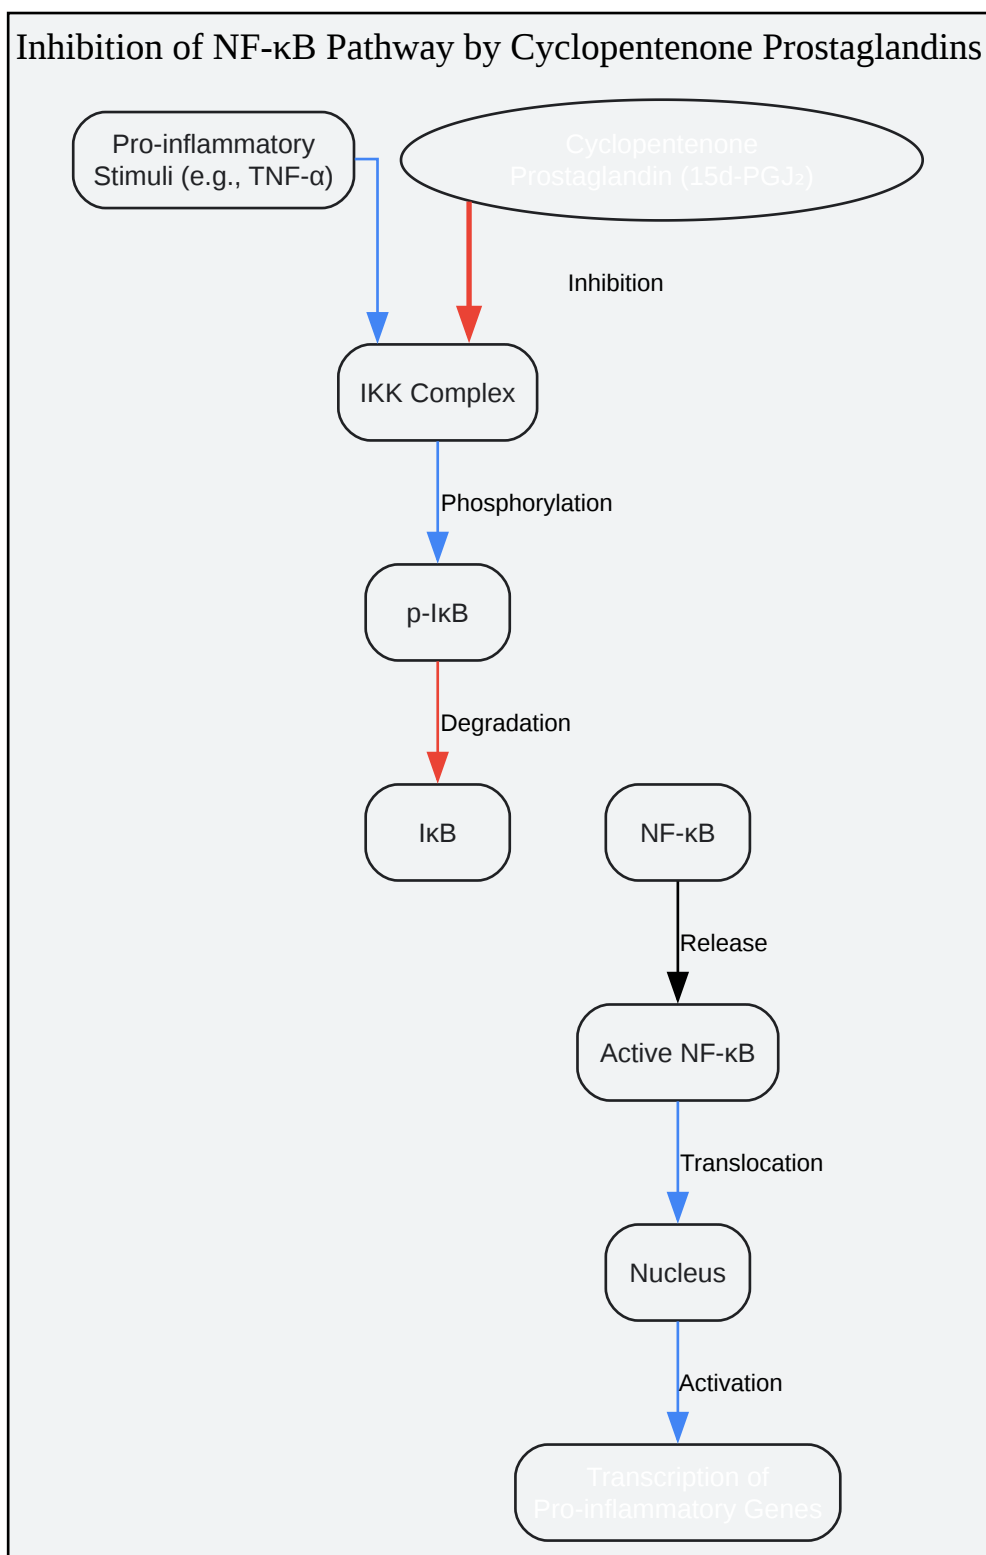 Inhibition of NF-κB Pathway by Cyclopentenone Prostaglandins
Pro-inflammatory
Stimuli (e.g., TNF-α)
Cyclopentenone
Prostaglandin (15d-PGJ₂)
Inhibition
IKK Complex
Phosphorylation
p-IκB
Degradation
IκB
NF-κB
Release
Active NF-κB
Translocation
Nucleus
Activation
Transcription of
Pro-inflammatory Genes